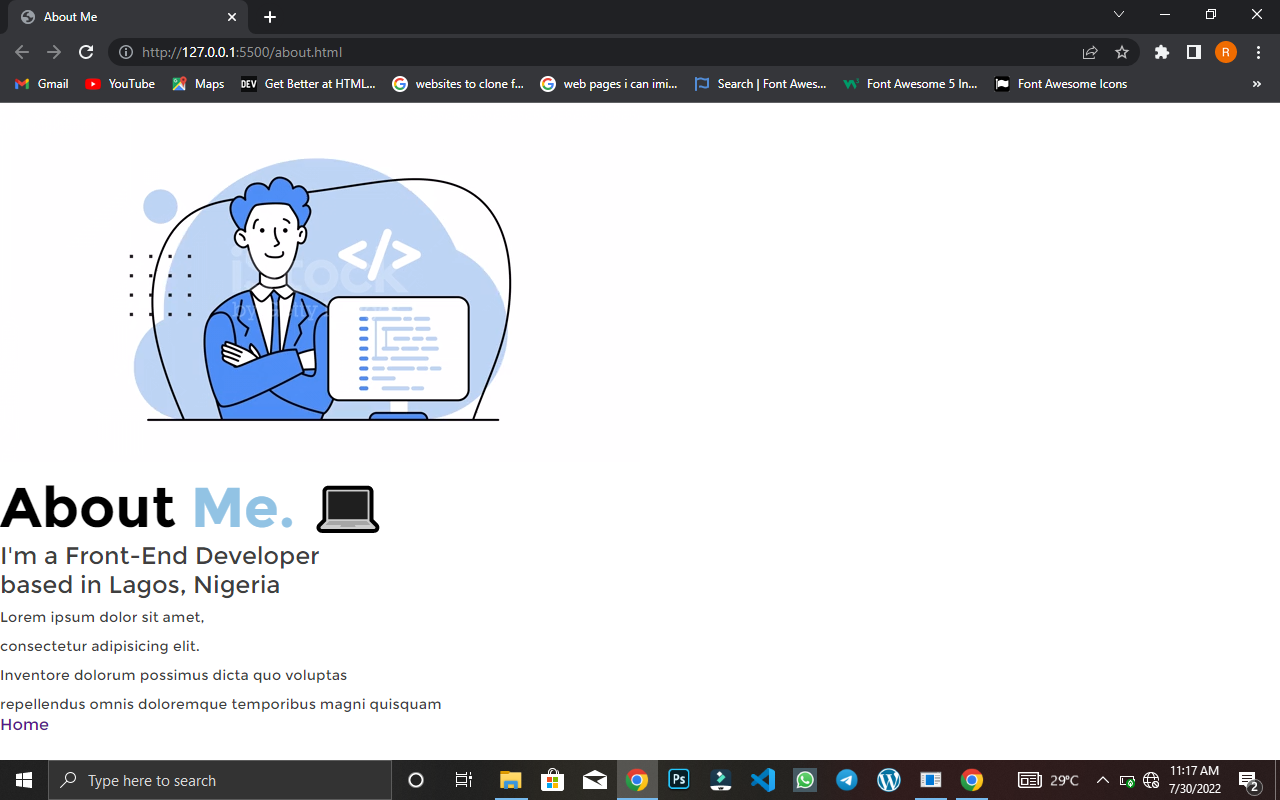 About Me
http://127.0.0.1:5500/about.html
R
Gmail
YouTube
Maps
DEV
Get Better at HTML...
websites to clone f...
web pages i can imi...
Search | Font Awes...
Font Awesome 5 In...
Font Awesome Icons
»
</>
iStock
About Me.
I'm a Front-End Developer
based in Lagos, Nigeria
Lorem ipsum dolor sit amet,
consectetur adipisicing elit.
Inventore dolorum possimus dicta quo voluptas
repellendus omnis doloremque temporibus magni quisquam
Home
Type here to search
Ps
29°C
11:17 AM
7/30/2022
2